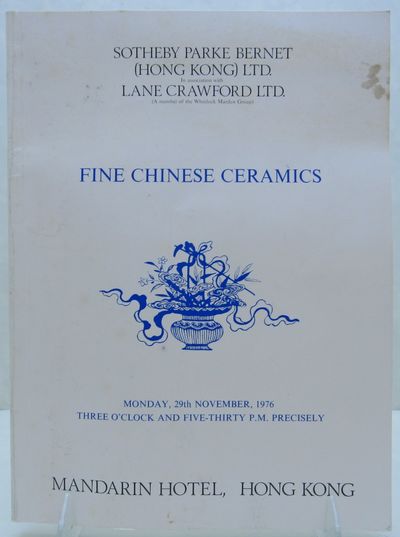 SOTHEBY PARKE BERNET
(HONG KONG) LTD.
In association with
LANE CRAWFORD LTD.
(A member of the Wheelock Marden Group)
FINE CHINESE CERAMICS
MONDAY, 29th NOVEMBER, 1976
THREE O'CLOCK AND FIVE-THIRTY P.M. PRECISELY
MANDARIN HOTEL, HONG KONG